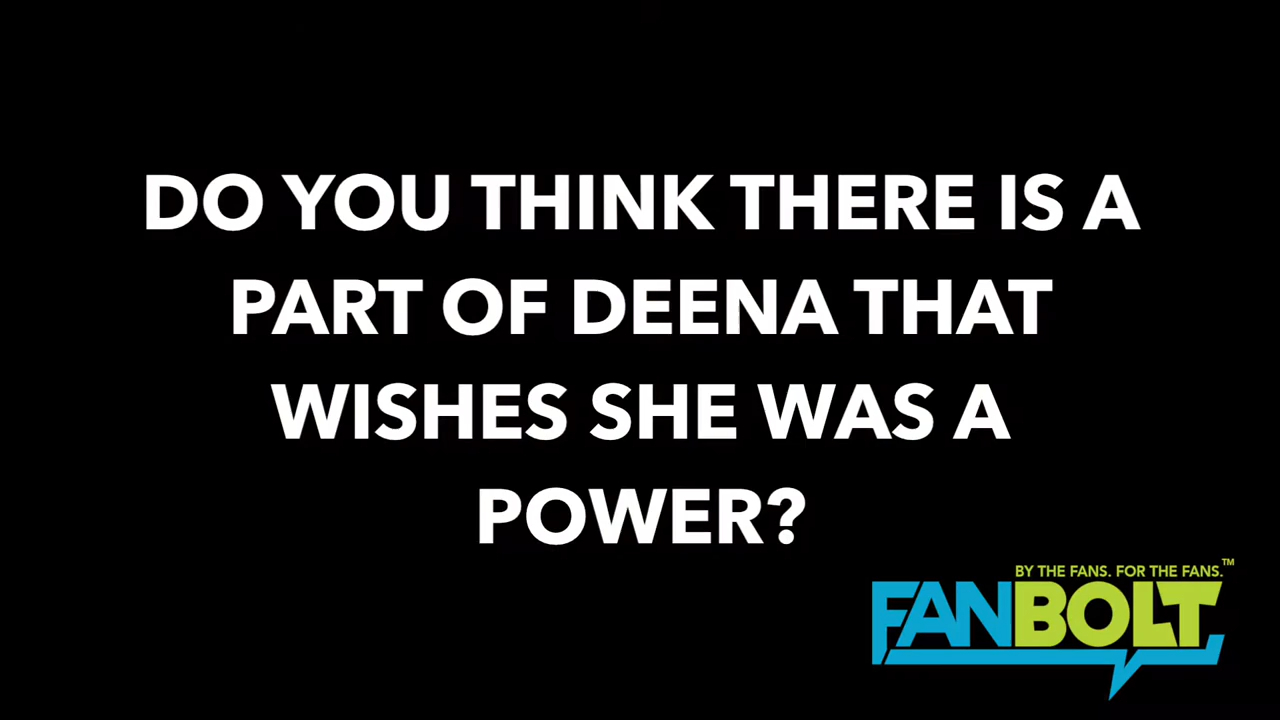 DO YOU THINK THERE IS A
PART OF DEENA THAT
WISHES SHE WAS A
POWER?
BY THE FANS. FOR THE FANS.™
FANBOLT